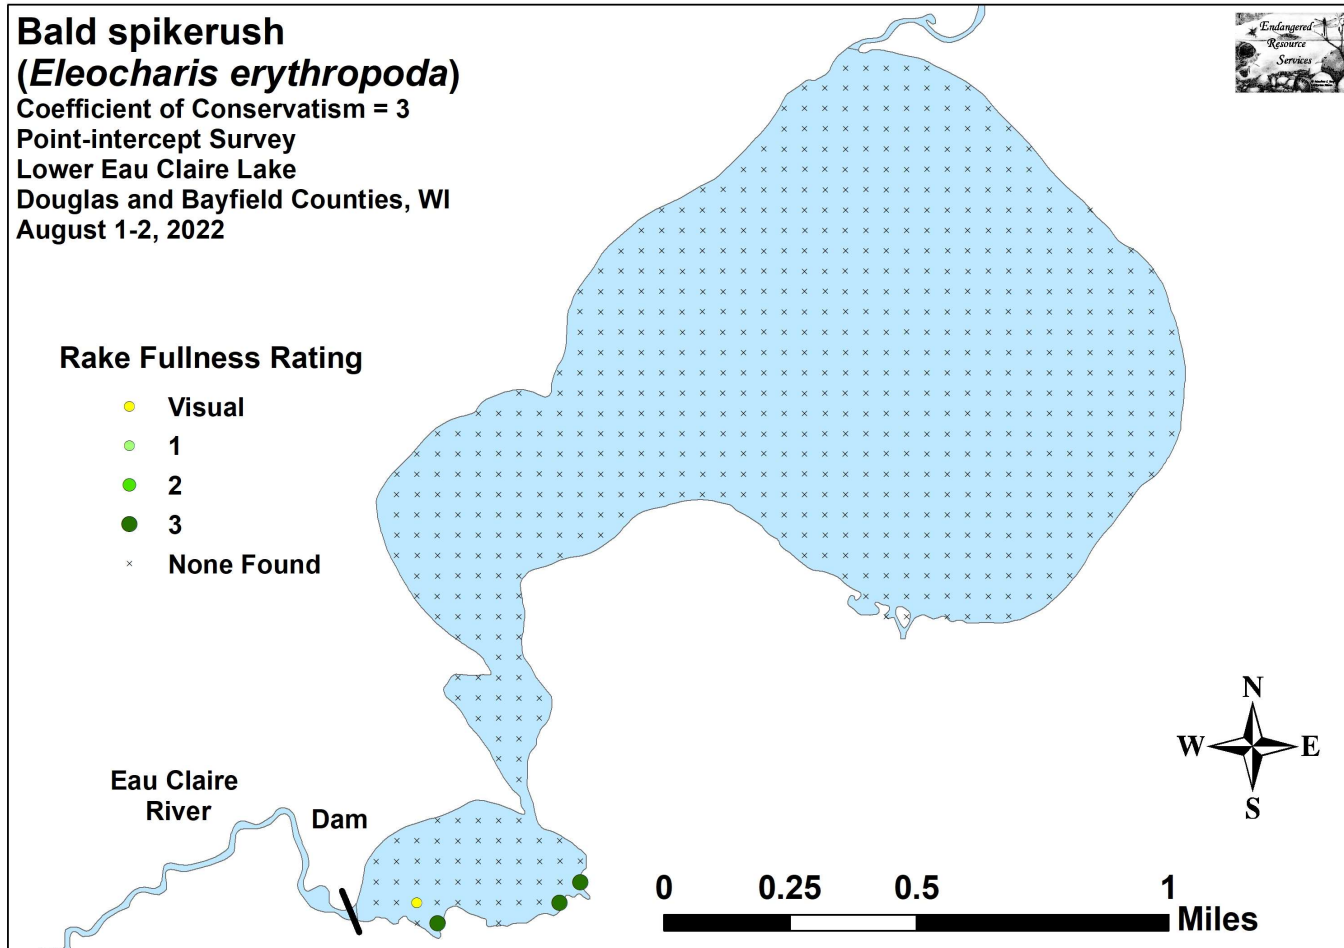 Bald spikerush
(Eleocharis erythropoda)
Coefficient of Conservatism = 3
Point-intercept Survey
Lower Eau Claire Lake
Douglas and Bayfield Counties, WI
August 1-2, 2022
Endangered
Resource
Services
Rake Fullness Rating
Visual
1
2
3
None Found
Eau Claire
River
Dam
N
W E
S
0 0.25 0.5 1
Miles